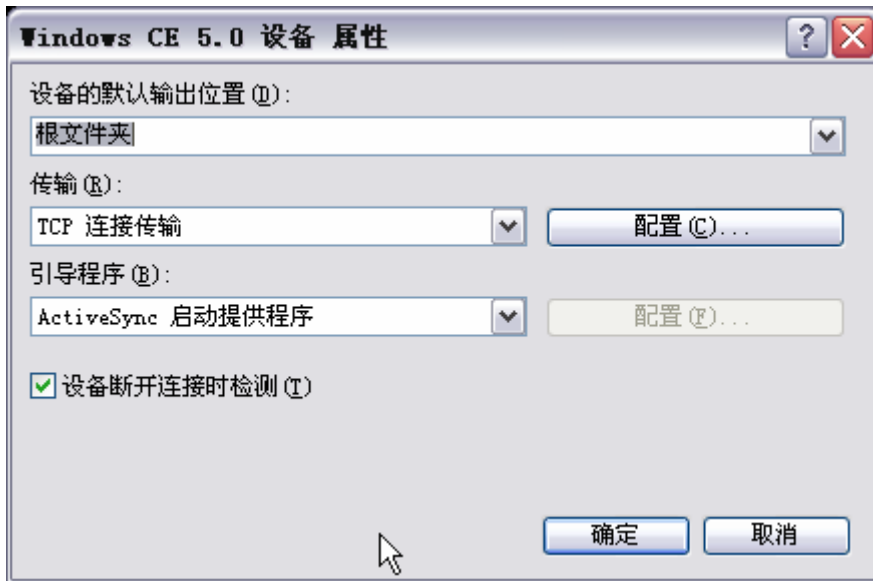 Windows CE 5.0 设备 属性
设备的默认输出位置(D):
根文件夹
传输(R):
TCP 连接传输
配置(C)...
引导程序(B):
ActiveSync 启动提供程序
配置(F)...
设备断开连接时检测(T)
确定
取消